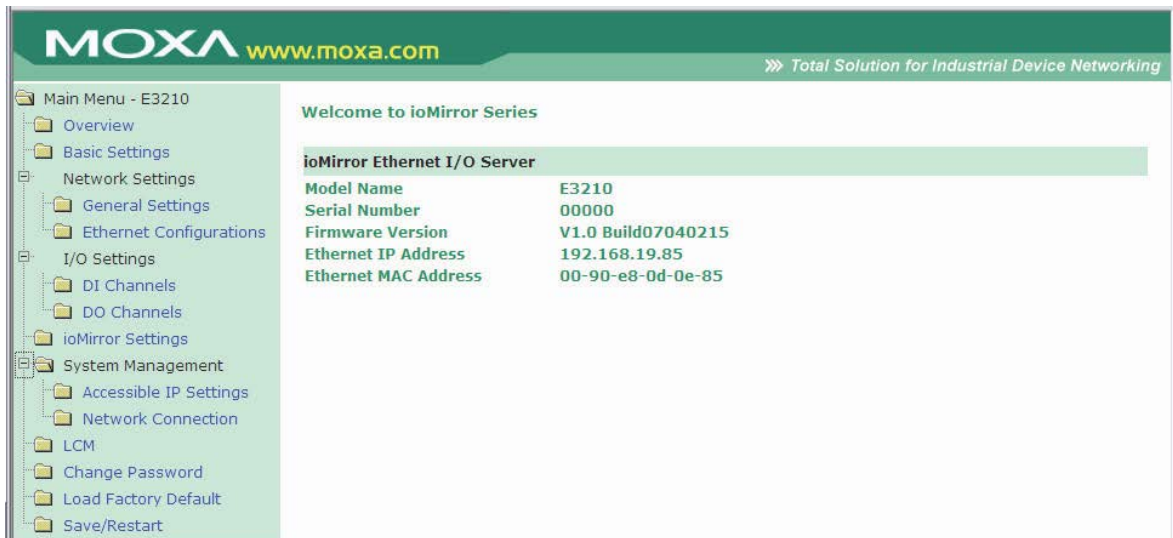 MOXA www.moxa.com
Total Solution for Industrial Device Networking
Main Menu - E3210
Overview
Basic Settings
Network Settings
General Settings
Ethernet Configurations
I/O Settings
DI Channels
DO Channels
ioMirror Settings
System Management
Accessible IP Settings
Network Connection
LCM
Change Password
Load Factory Default
Save/Restart
Welcome to ioMirror Series
ioMirror Ethernet I/O Server
Model Name E3210
Serial Number 00000
Firmware Version V1.0 Build07040215
Ethernet IP Address 192.168.19.85
Ethernet MAC Address 00-90-e8-0d-0e-85